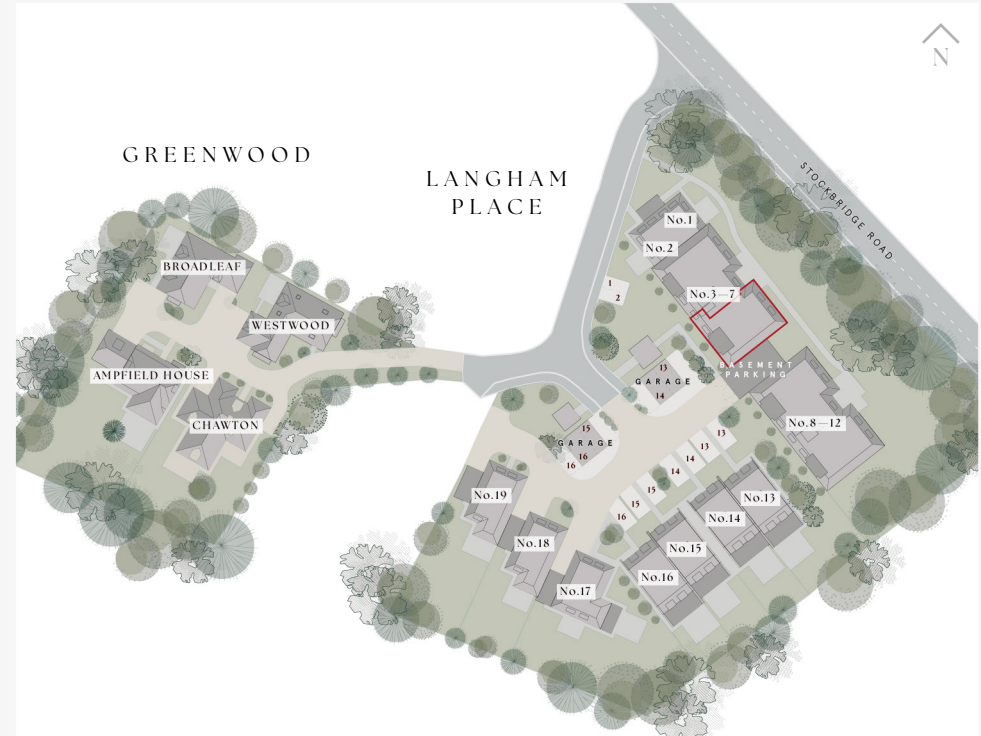 N
GREENWOOD
LANGHAM
PLACE
STOCKBRIDGE ROAD
No.1
No.2
BROADLEAF
1
2
No.3—7
WESTWOOD
BASEMENT
PARKING
13
GARAGE
14
AMPFIELD HOUSE
CHAWTON
No.8—12
15
GARAGE
16
16
13
13
14
14
15
15
16
No.19
No.13
No.14
No.18
No.15
No.16
No.17